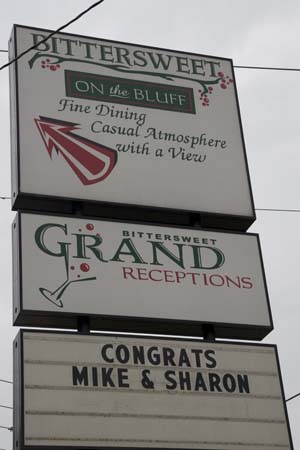 BITTERSWEET
ON the BLUFF
Fine Dining
Casual Atmosphere
with a View
BITTERSWEET
GRAND
RECEPTIONS
CONGRATS
MIKE & SHARON